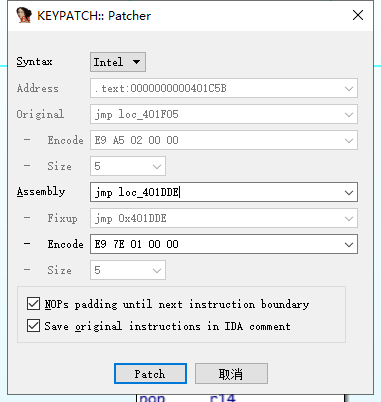 KEYPATCH:: Patcher
Syntax Intel
Address .text:0000000000401C5B
Original jmp loc_401F05
- Encode E9 A5 02 00 00
- Size 5
Assembly jmp loc_401DDE
- Fixup jmp 0x401DDE
- Encode E9 7E 01 00 00
- Size 5
NOPs padding until next instruction boundary
Save original instructions in IDA comment
Patch 取消
pop r14